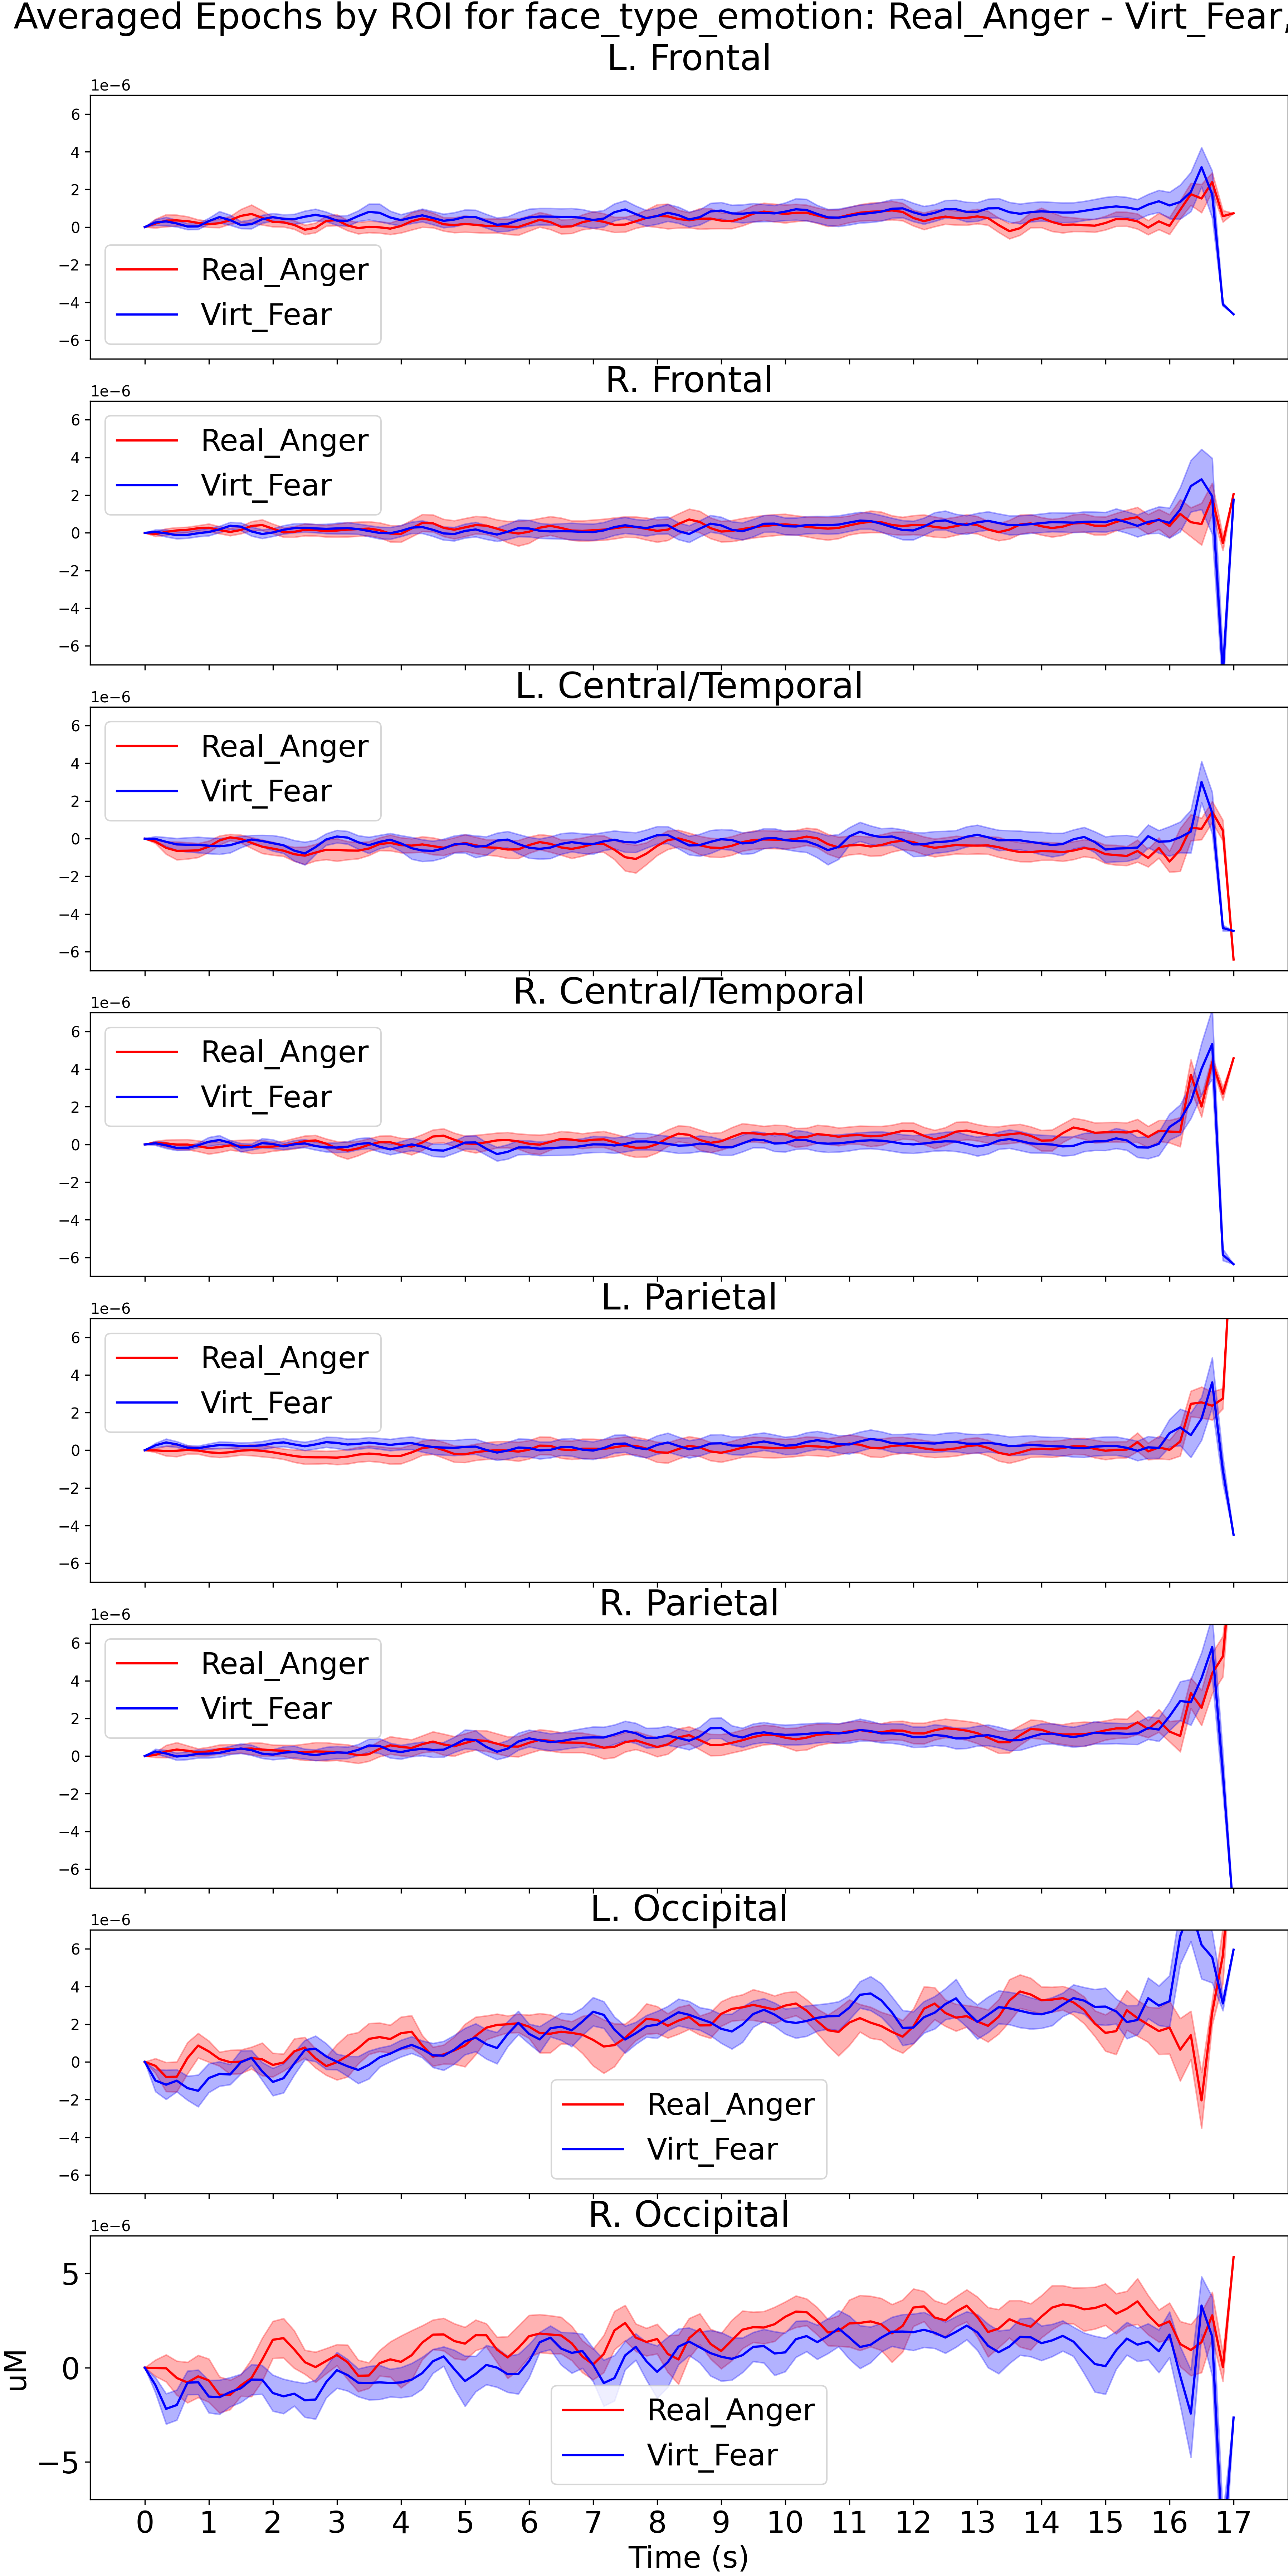 Averaged Epochs by ROI for face_type_emotion: Real_Anger - Virt_Fear,
L. Frontal
1e−6
6
4
2
0
−2
−4
−6
Real_Anger
Virt_Fear
R. Frontal
1e−6
6
4
2
0
−2
−4
−6
Real_Anger
Virt_Fear
L. Central/Temporal
1e−6
6
4
2
0
−2
−4
−6
Real_Anger
Virt_Fear
R. Central/Temporal
1e−6
6
4
2
0
−2
−4
−6
Real_Anger
Virt_Fear
L. Parietal
1e−6
6
4
2
0
−2
−4
−6
Real_Anger
Virt_Fear
R. Parietal
1e−6
6
4
2
0
−2
−4
−6
Real_Anger
Virt_Fear
L. Occipital
1e−6
6
4
2
0
−2
−4
−6
Real_Anger
Virt_Fear
R. Occipital
1e−6
5
0
−5
uM
Real_Anger
Virt_Fear
0 1 2 3 4 5 6 7 8 9 10 11 12 13 14 15 16 17
Time (s)